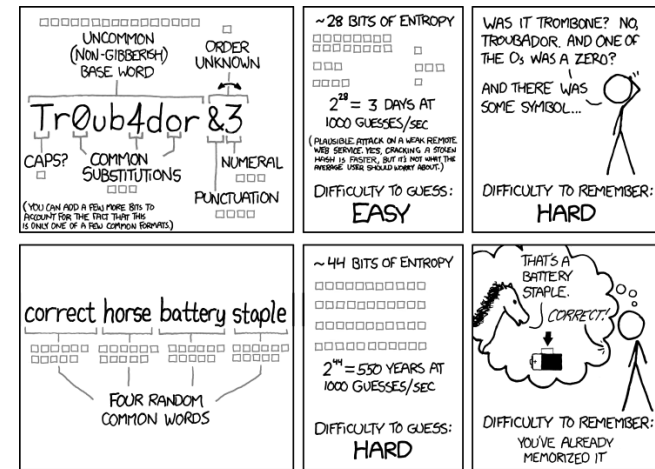 UNCOMMON
(NON-GIBBERISH)
BASE WORD
ORDER
UNKNOWN
Tr0ub4dor &3
CAPS?
COMMON
SUBSTITUTIONS
NUMERAL
PUNCTUATION
(YOU CAN ADD A FEW MORE BITS TO
ACCOUNT FOR THE FACT THAT THIS
IS ONLY ONE OF A FEW COMMON FORMATS.)
~28 BITS OF ENTROPY
2^28 = 3 DAYS AT
1000 GUESSES/SEC
(PLAUSIBLE ATTACK ON A WEAK REMOTE
WEB SERVICE. YES, CRACKING A STOLEN
HASH IS FASTER, BUT IT'S NOT WHAT THE
AVERAGE USER SHOULD WORRY ABOUT.)
DIFFICULTY TO GUESS:
EASY
WAS IT TROMBONE? NO,
TROUBADOR. AND ONE OF
THE Os WAS A ZERO?
AND THERE WAS
SOME SYMBOL...
DIFFICULTY TO REMEMBER:
HARD
correct horse battery staple
FOUR RANDOM
COMMON WORDS
~44 BITS OF ENTROPY
2^44 = 550 YEARS AT
1000 GUESSES/SEC
DIFFICULTY TO GUESS:
HARD
THAT'S A
BATTERY
STAPLE.
CORRECT!
DIFFICULTY TO REMEMBER:
YOU'VE ALREADY
MEMORIZED IT